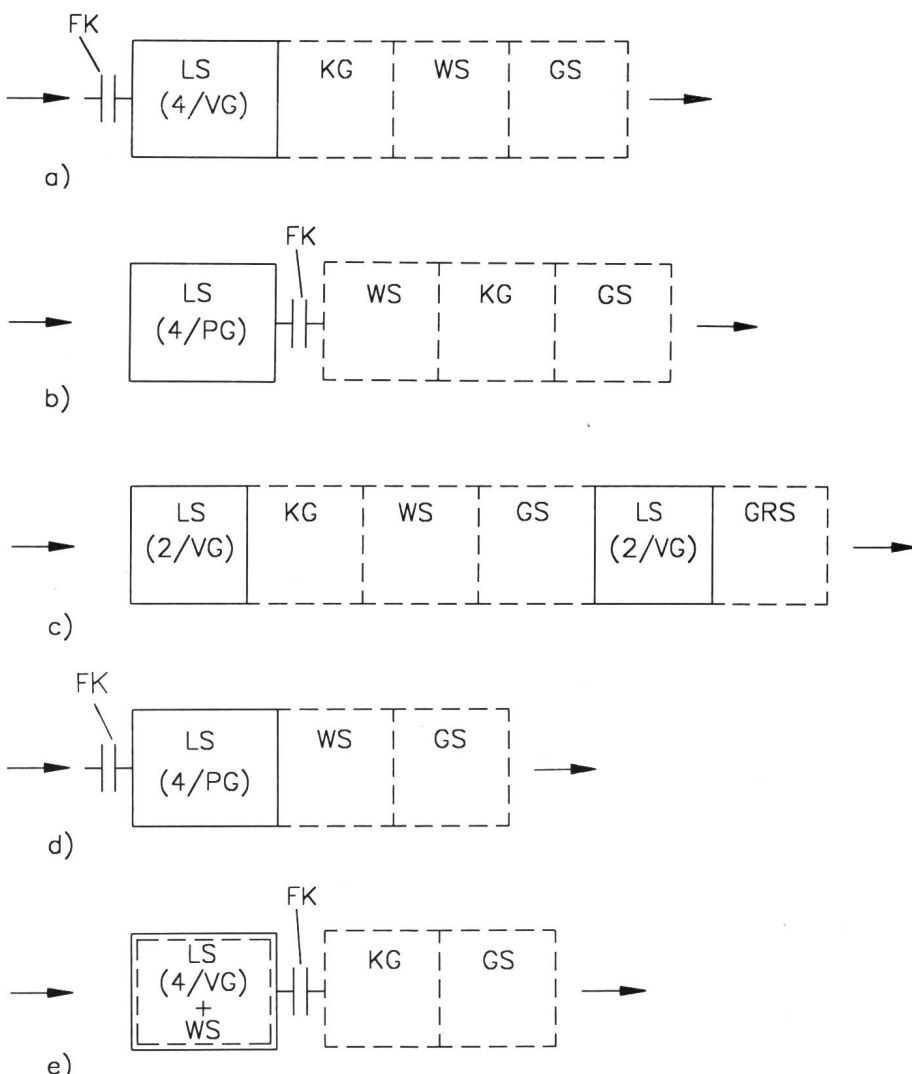 FK
LS KG WS GS
(4/VG)
a)
FK
LS WS KG GS
(4/PG)
b)
LS KG WS GS LS GRS
(2/VG) (2/VG)
c)
FK
LS WS GS
(4/PG)
d)
FK
LS KG GS
(4/VG)
+
WS
e)